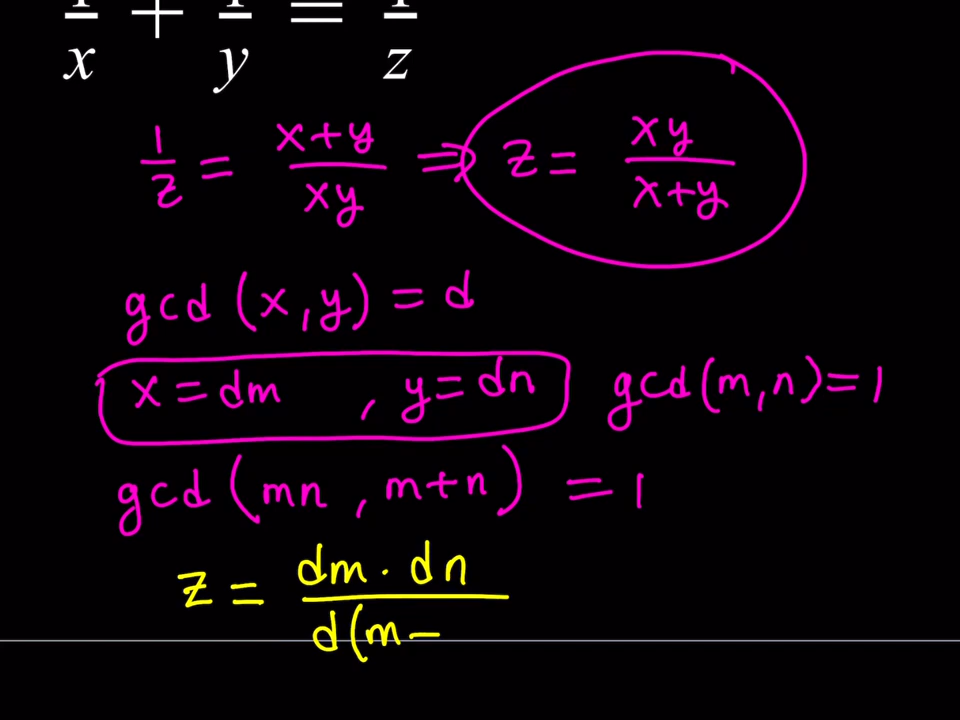 1/x + 1/y = 1/z
1/z = (x+y)/(xy) ⇒ z = (xy)/(x+y)
gcd (x,y) = d
x = dm , y = dn gcd(m,n)=1
gcd (mn , m+n) = 1
z = (dm · dn)/(d(m −